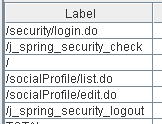 Label
/security/login.do
/j_spring_security_check
/
/socialProfile/list.do
/socialProfile/edit.do
/j_spring_security_logout